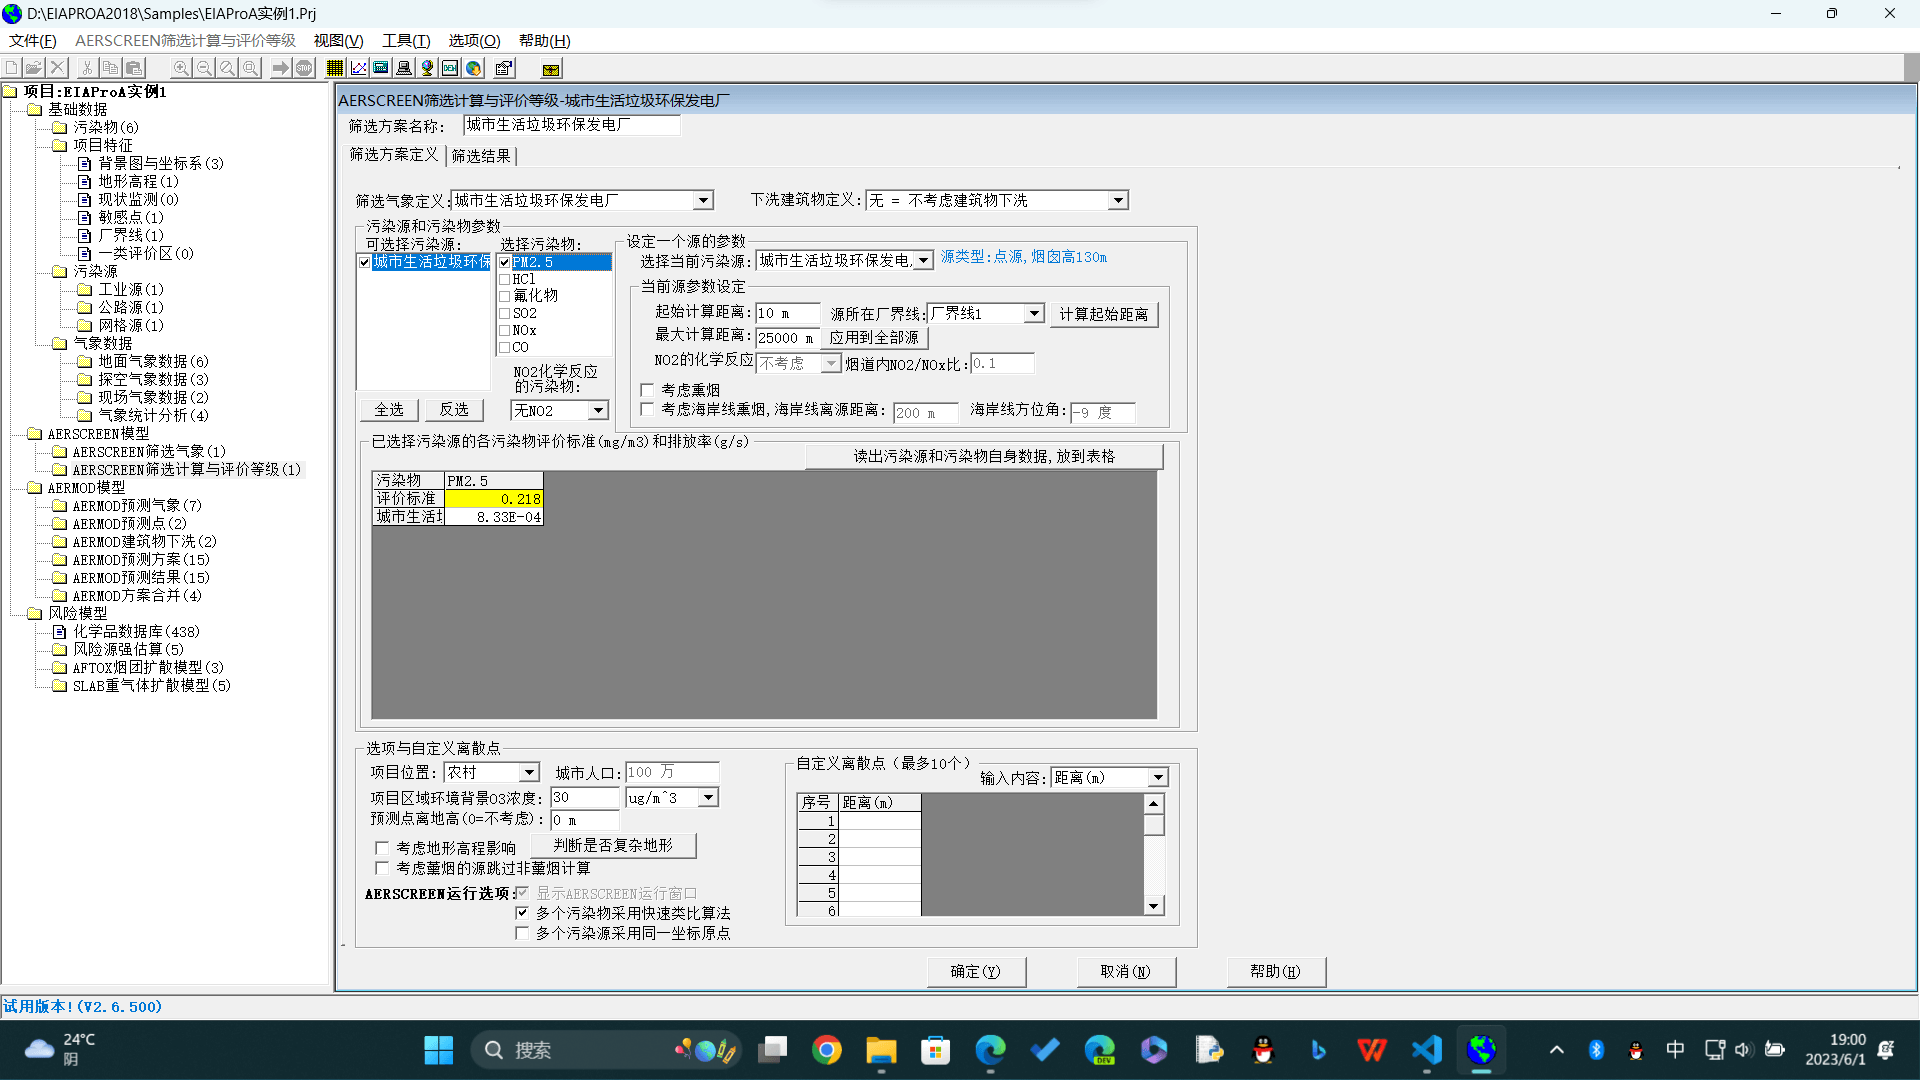 D:\EIAPROA2018\Samples\EIAProA实例1.Prj
文件(F) AERSCREEN筛选计算与评价等级 视图(V) 工具(T) 选项(O) 帮助(H)
STOP DEM
项目:EIAProA实例1
基础数据
污染物(6)
项目特征
背景图与坐标系(3)
地形高程(1)
现状监测(0)
敏感点(1)
厂界线(1)
一类评价区(0)
污染源
工业源(1)
公路源(1)
网格源(1)
气象数据
地面气象数据(6)
探空气象数据(3)
现场气象数据(2)
气象统计分析(4)
AERSCREEN模型
AERSCREEN筛选气象(1)
AERSCREEN筛选计算与评价等级(1)
AERMOD模型
AERMOD预测气象(7)
AERMOD预测点(2)
AERMOD建筑物下洗(2)
AERMOD预测方案(15)
AERMOD预测结果(15)
AERMOD方案合并(4)
风险模型
化学品数据库(438)
风险源强估算(5)
AFTOX烟团扩散模型(3)
SLAB重气体扩散模型(5)
AERSCREEN筛选计算与评价等级-城市生活垃圾环保发电厂
筛选方案名称: 城市生活垃圾环保发电厂
筛选方案定义 筛选结果
筛选气象定义: 城市生活垃圾环保发电厂 下洗建筑物定义: 无 = 不考虑建筑物下洗
污染源和污染物参数
可选择污染源: 选择污染物:
城市生活垃圾环保 PM2.5
HCl
氟化物
SO2
NOx
CO
NO2化学反应
的污染物:
全选 反选 无NO2
设定一个源的参数
选择当前污染源: 城市生活垃圾环保发电 源类型:点源,烟囱高130m
当前源参数设定
起始计算距离: 10 m 源所在厂界线: 厂界线1 计算起始距离
最大计算距离: 25000 m 应用到全部源
NO2的化学反应 不考虑 烟道内NO2/NOx比: 0.1
考虑熏烟
考虑海岸线熏烟,海岸线离源距离: 200 m 海岸线方位角: -9 度
已选择污染源的各污染物评价标准(mg/m3)和排放率(g/s)
读出污染源和污染物自身数据,放到表格
污染物 PM2.5
评价标准 0.218
城市生活 8.33E-04
选项与自定义离散点
项目位置: 农村 城市人口: 100 万
项目区域环境背景O3浓度: 30 ug/m^3
预测点离地高(0=不考虑): 0 m
考虑地形高程影响 判断是否复杂地形
考虑薰烟的源跳过非薰烟计算
AERSCREEN运行选项: 显示AERSCREEN运行窗口
多个污染物采用快速类比算法
多个污染源采用同一坐标原点
自定义离散点（最多10个）
输入内容: 距离(m)
序号 距离(m)
1
2
3
4
5
6
确定(Y) 取消(N) 帮助(H)
试用版本!(V2.6.500)
24°C
阴
搜索
DEV
中
19:00
2023/6/1